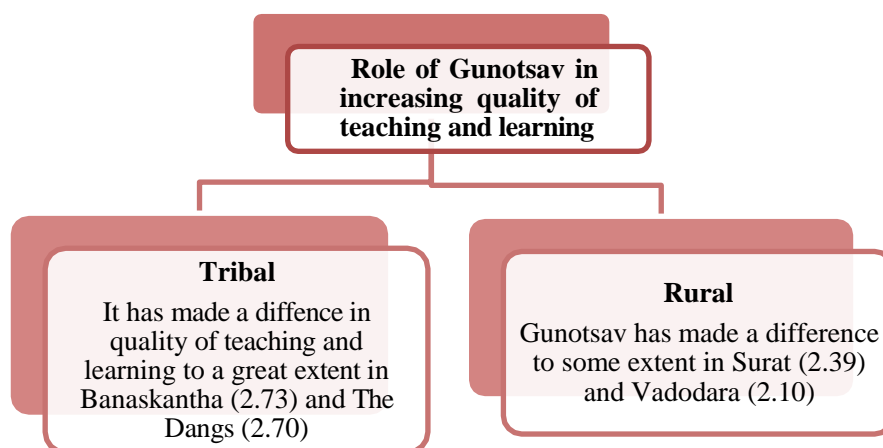 Role of Gunotsav in
increasing quality of
teaching and learning
Tribal
It has made a diffence in
quality of teaching and
learning to a great extent in
Banaskantha (2.73) and The
Dangs (2.70)
Rural
Gunotsav has made a difference
to some extent in Surat (2.39)
and Vadodara (2.10)